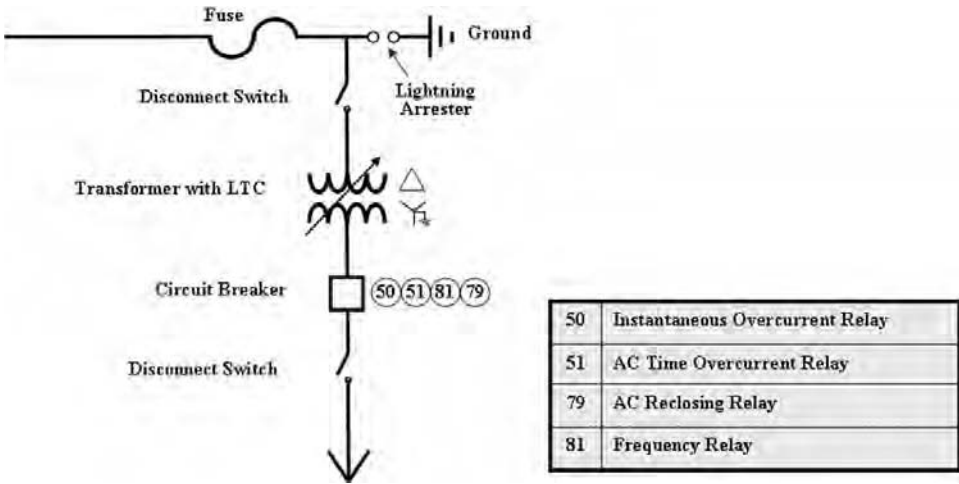 Fuse
Ground
Lightning
Arrester
Disconnect Switch
Transformer with LTC
Circuit Breaker
50 51 81 79
Disconnect Switch
50 Instantaneous Overcurrent Relay
51 AC Time Overcurrent Relay
79 AC Reclosing Relay
81 Frequency Relay